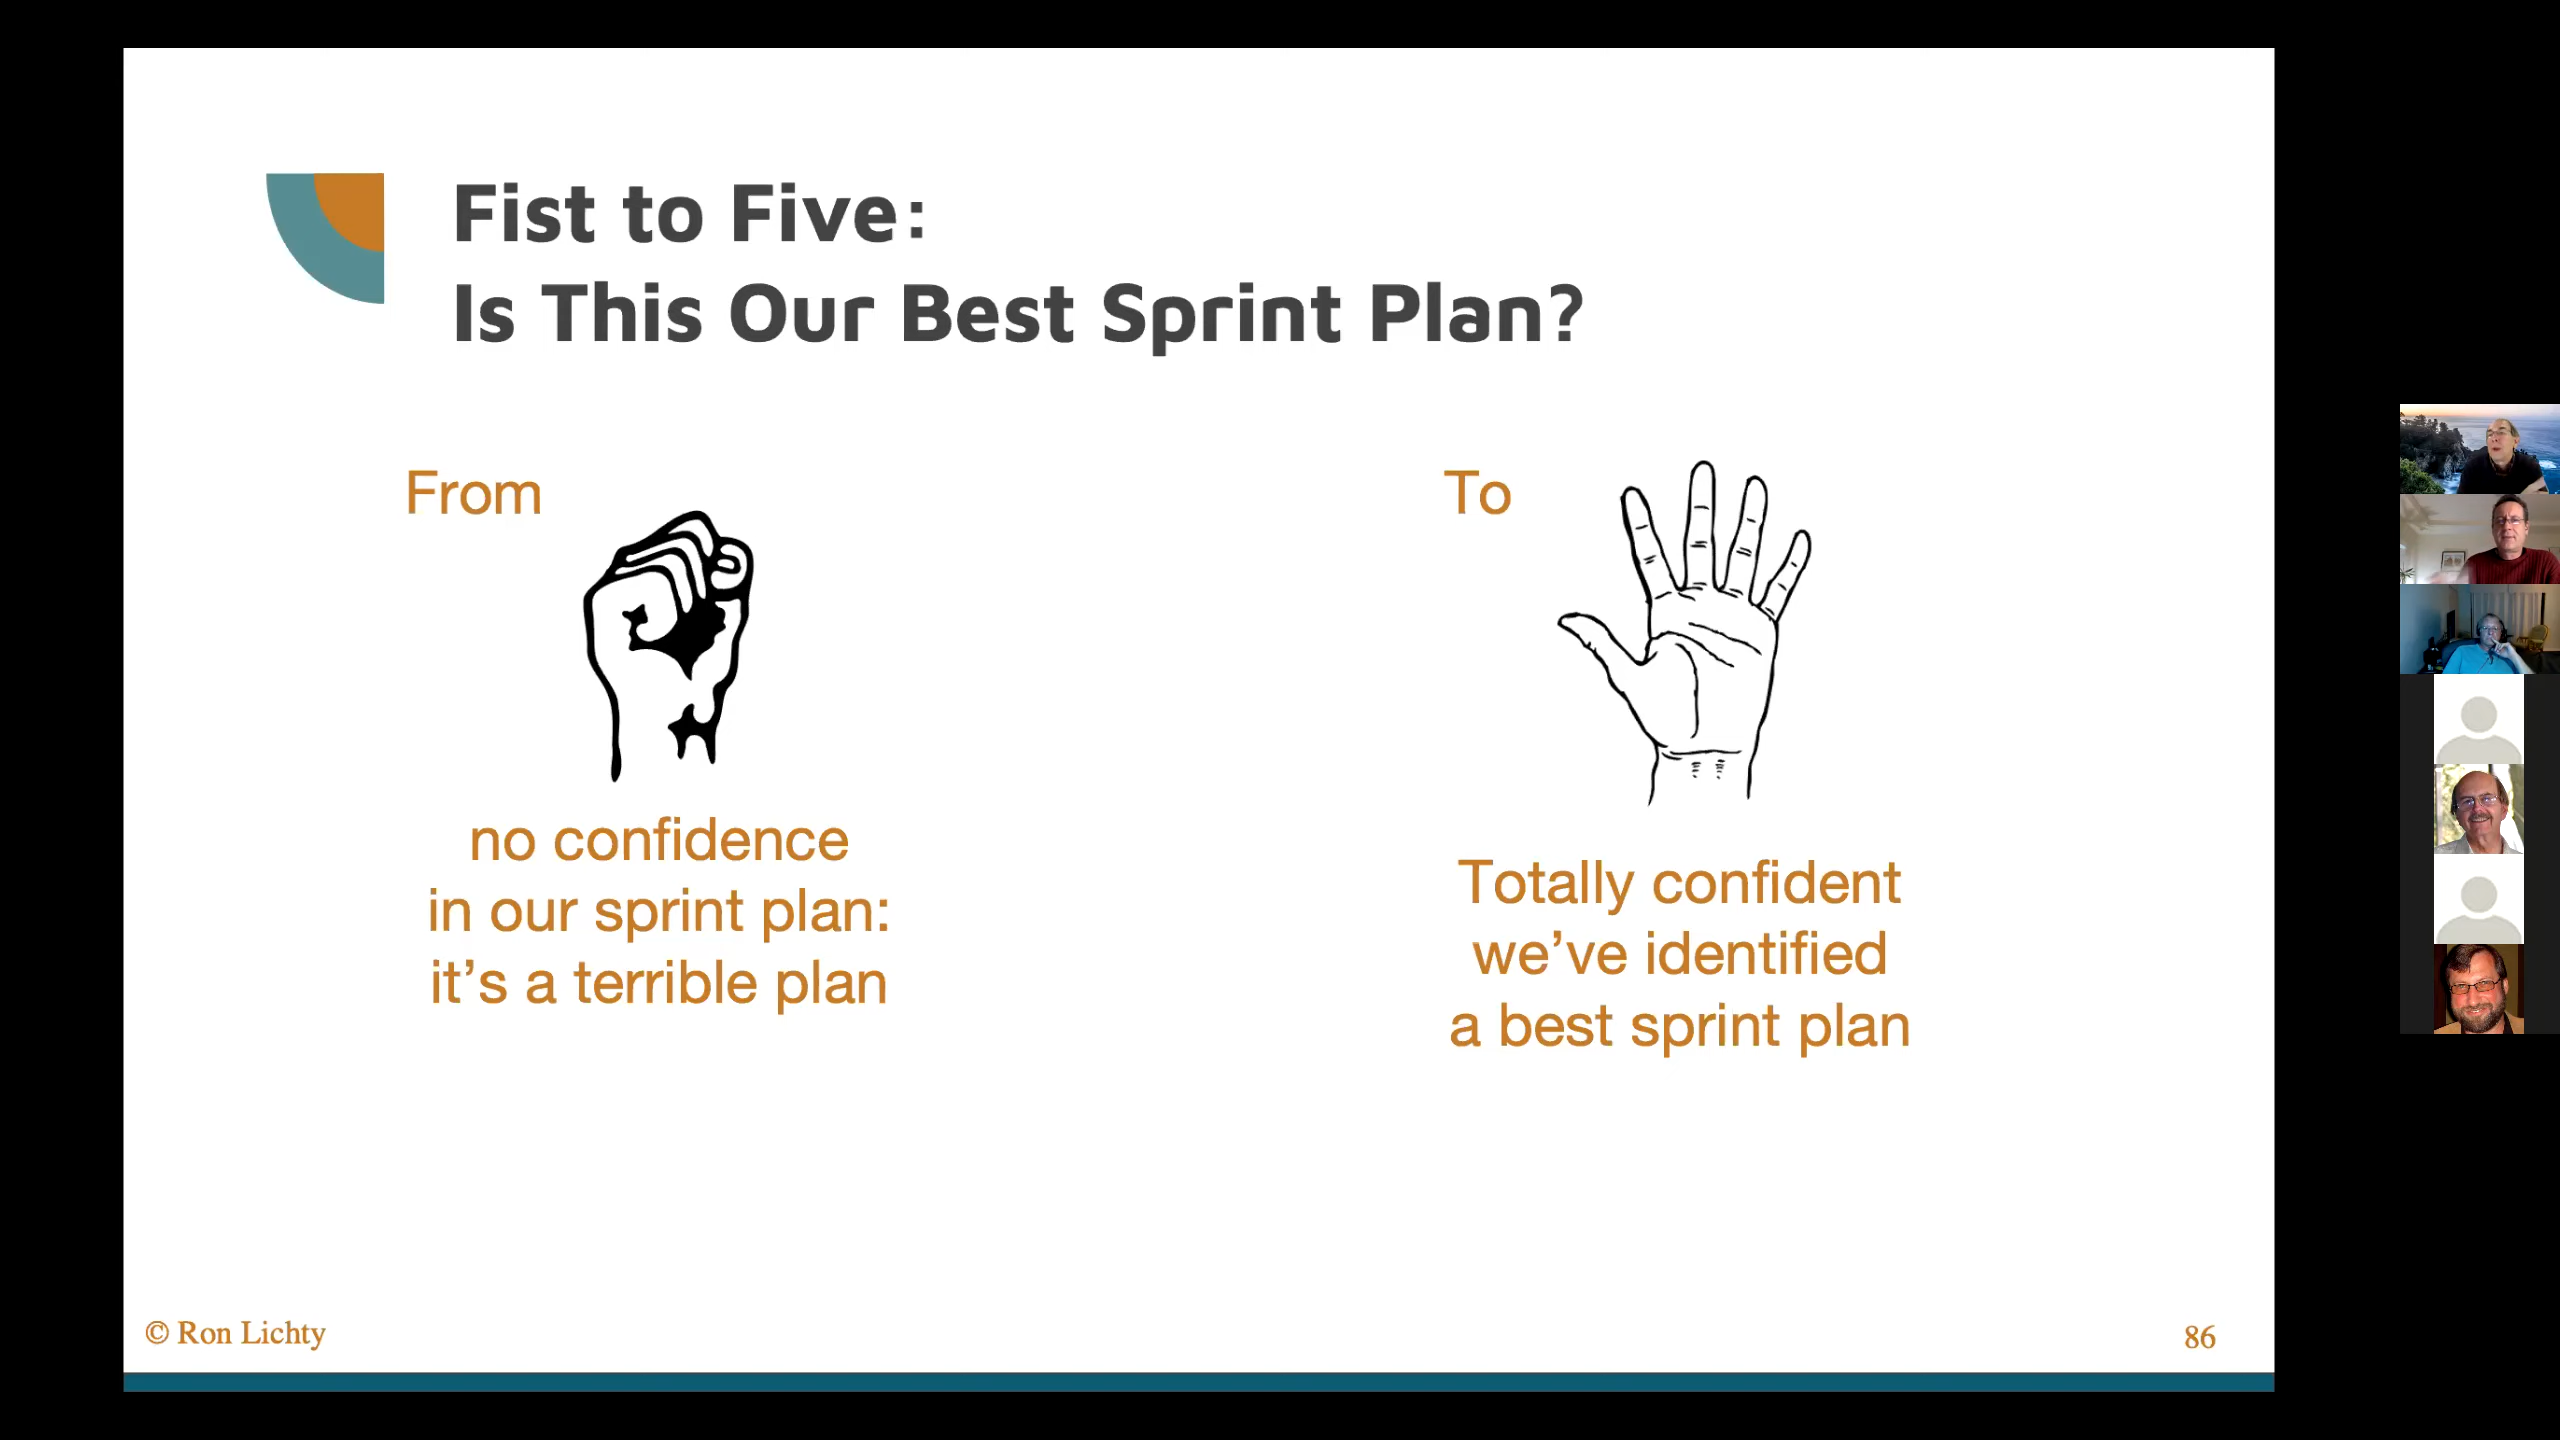 Fist to Five:
Is This Our Best Sprint Plan?
From
no confidence
in our sprint plan:
it’s a terrible plan
To
Totally confident
we’ve identified
a best sprint plan
© Ron Lichty
86